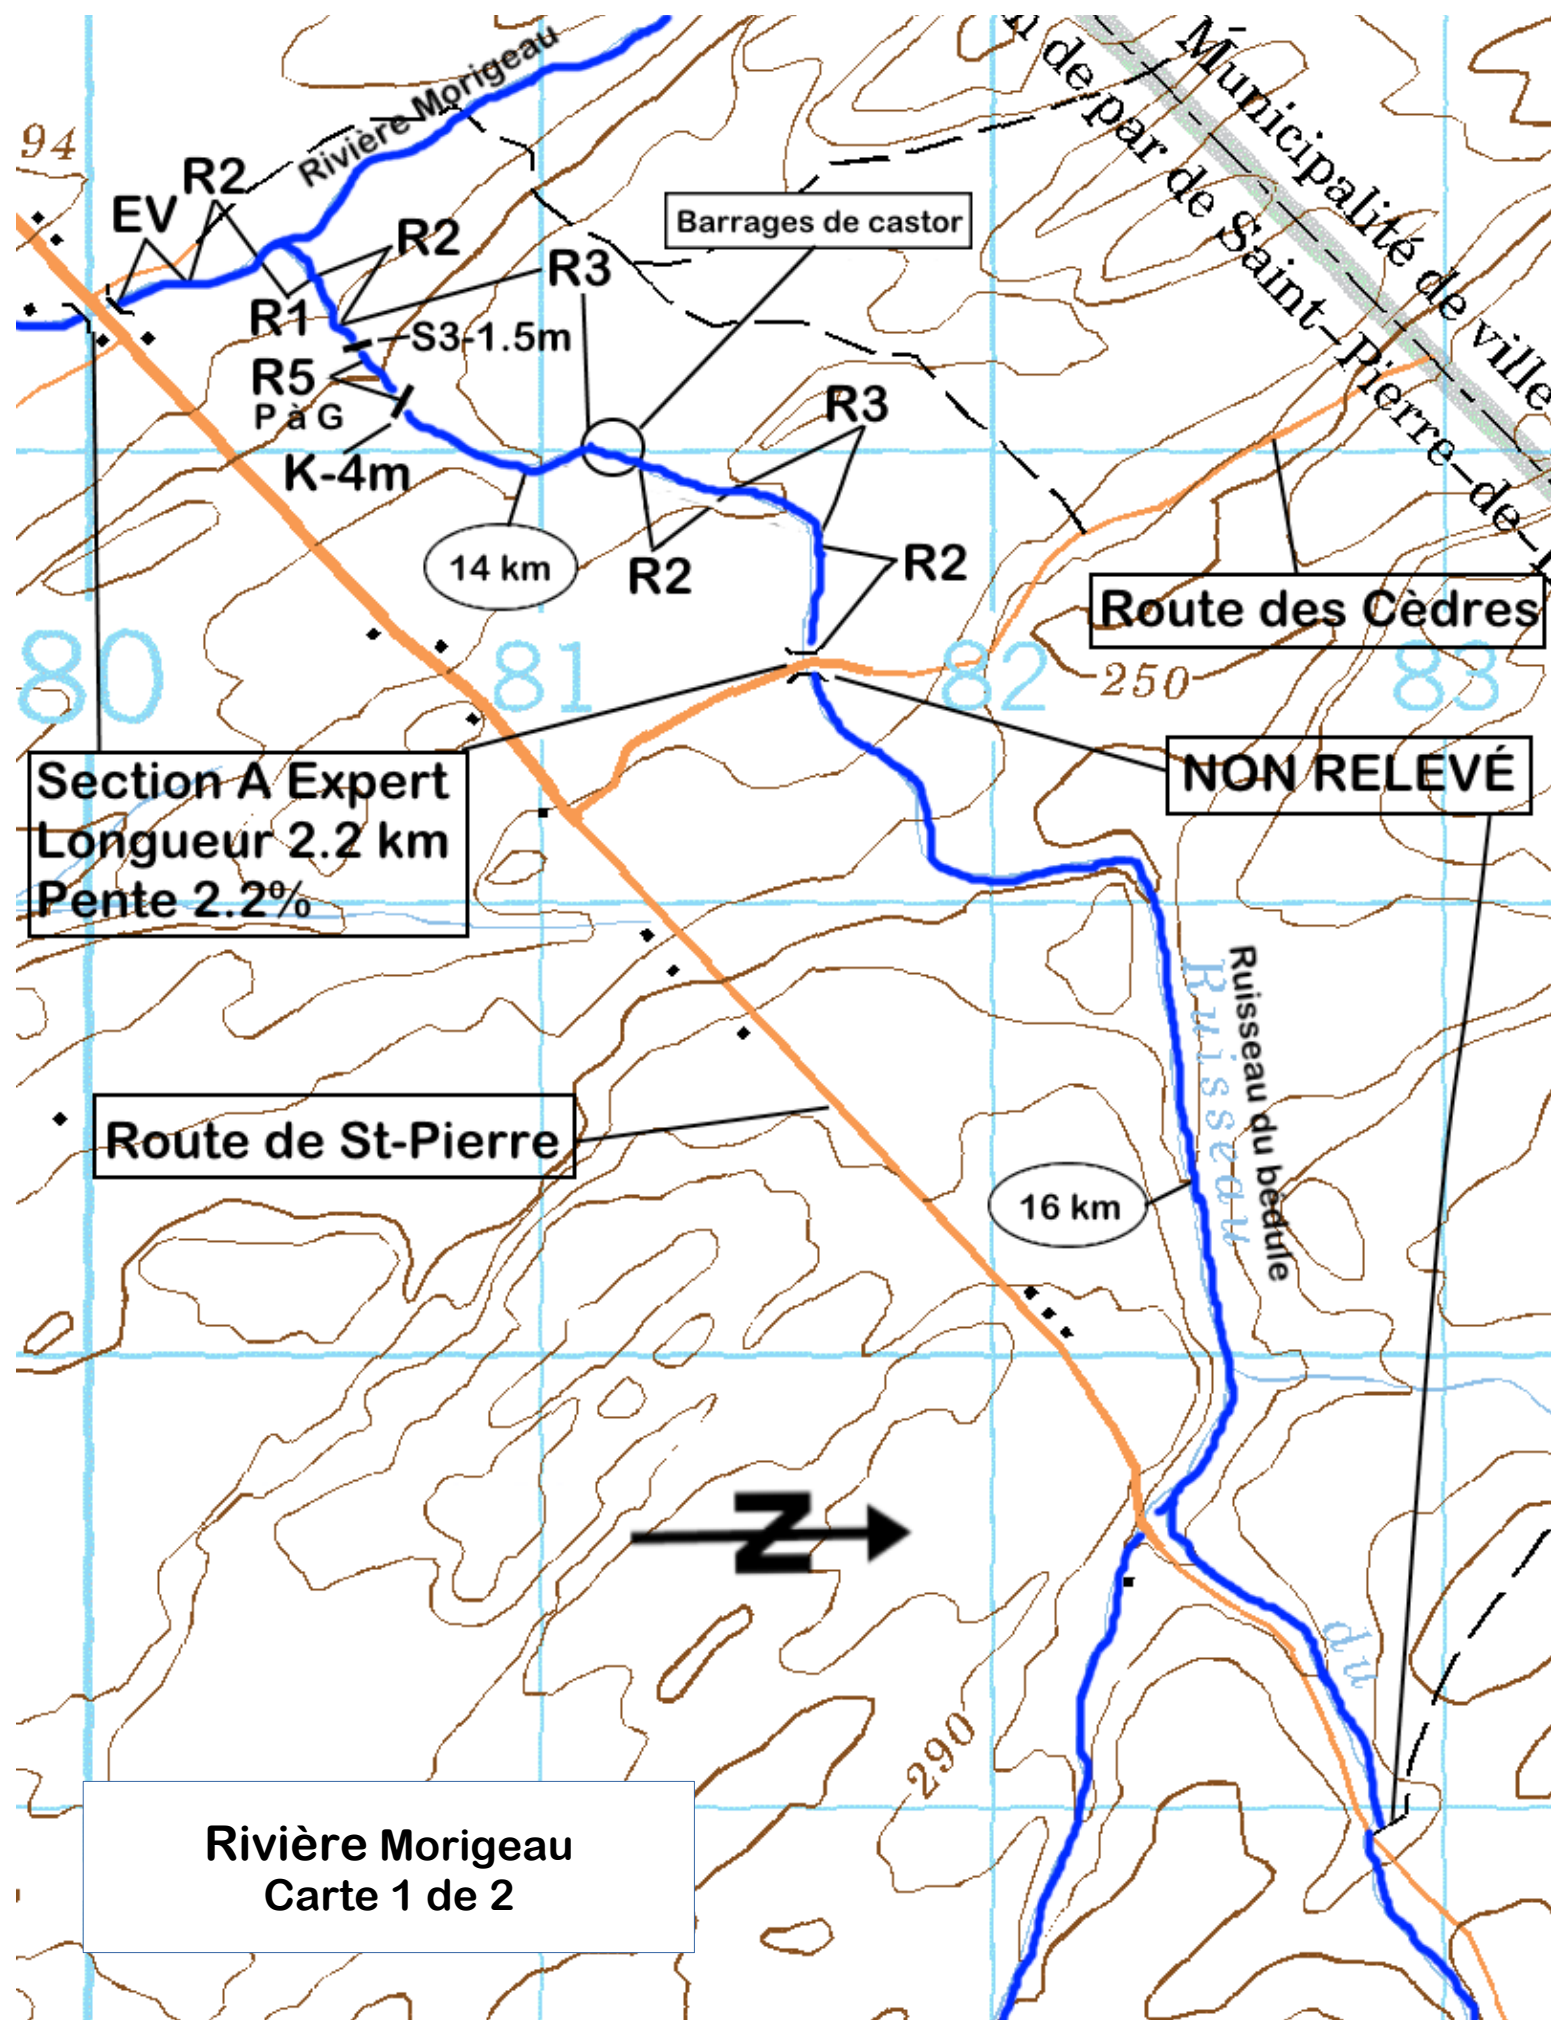 Municipalité de ville
n de par de Saint-Pierre-de-
Rivière Morigeau
94
R2
EV
R2
Barrages de castor
R3
R1
S3-1.5m
R5
P à G
K-4m
R3
14 km
R2
R2
Route des Cèdres
80
81
82
250
83
Section A Expert
Longueur 2.2 km
Pente 2.2%
NON RELEVÉ
Ruisseau
Ruisseau du bédule
Route de St-Pierre
16 km
N
du
290
Rivière Morigeau
Carte 1 de 2